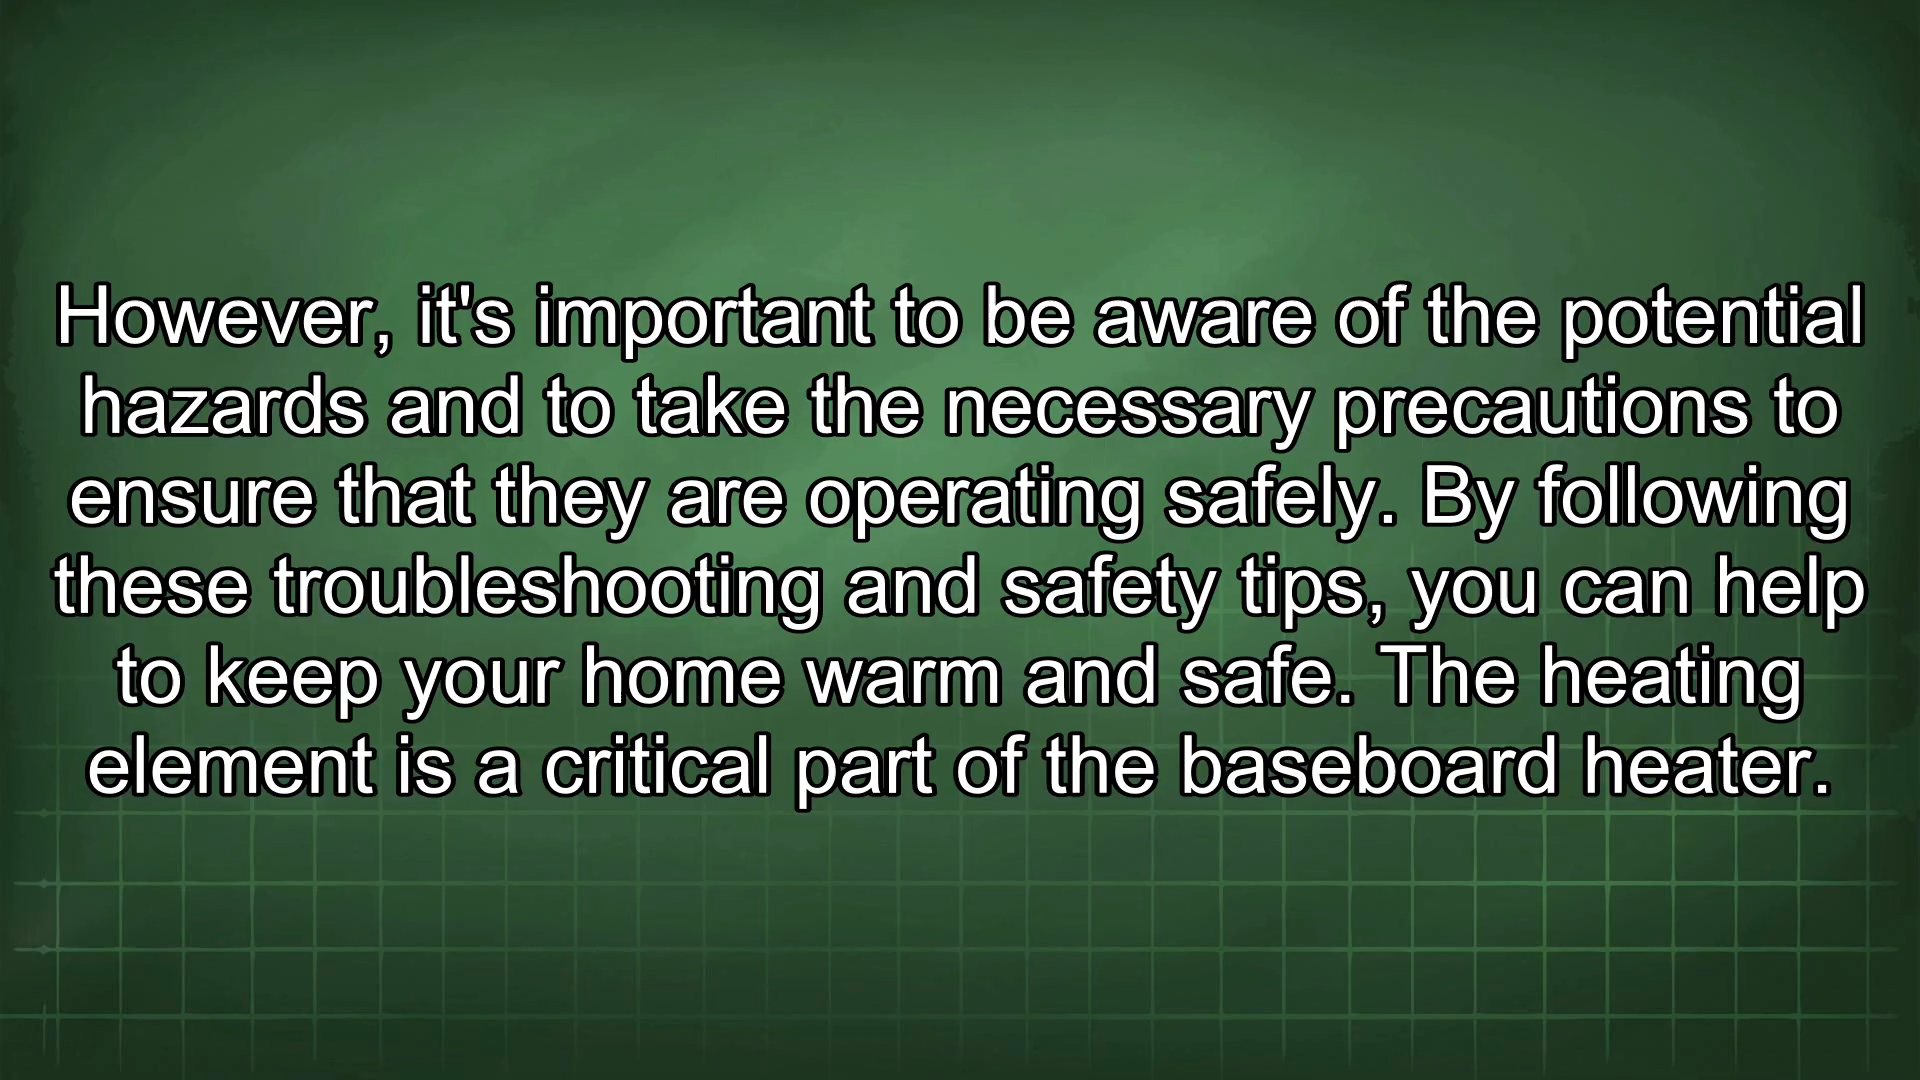 However, it's important to be aware of the potential
hazards and to take the necessary precautions to
ensure that they are operating safely. By following
these troubleshooting and safety tips, you can help
to keep your home warm and safe. The heating
element is a critical part of the baseboard heater.